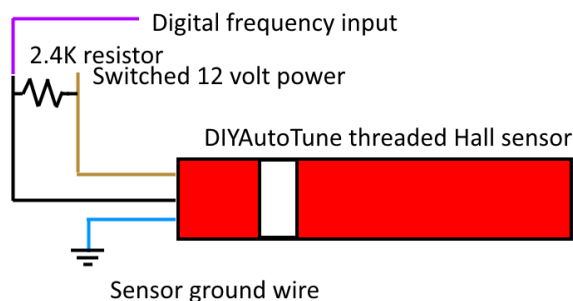 Digital frequency input
2.4K resistor
Switched 12 volt power
DIYAutoTune threaded Hall sensor
Sensor ground wire